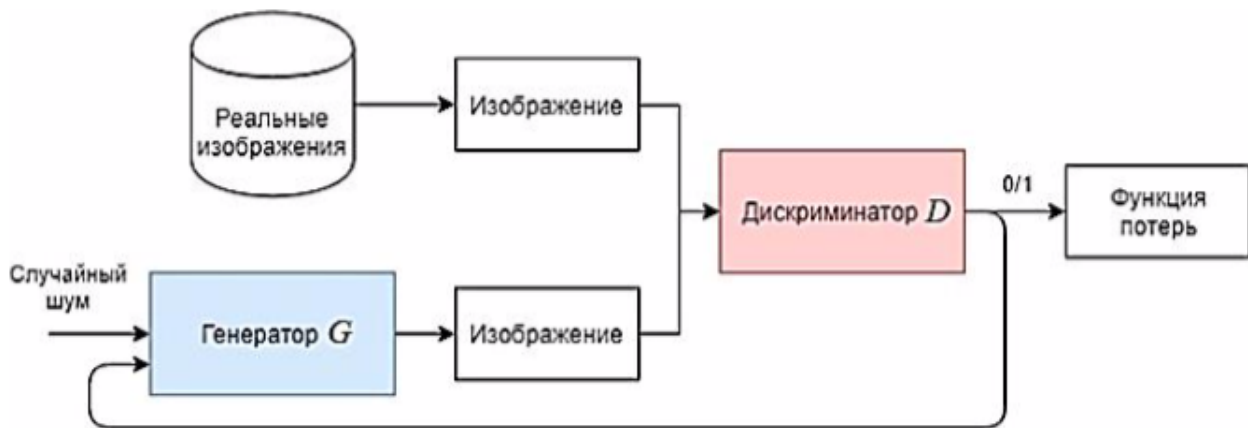 Реальные
изображения
Изображение
Дискриминатор D
0/1
Функция
потерь
Случайный
шум
Генератор G
Изображение